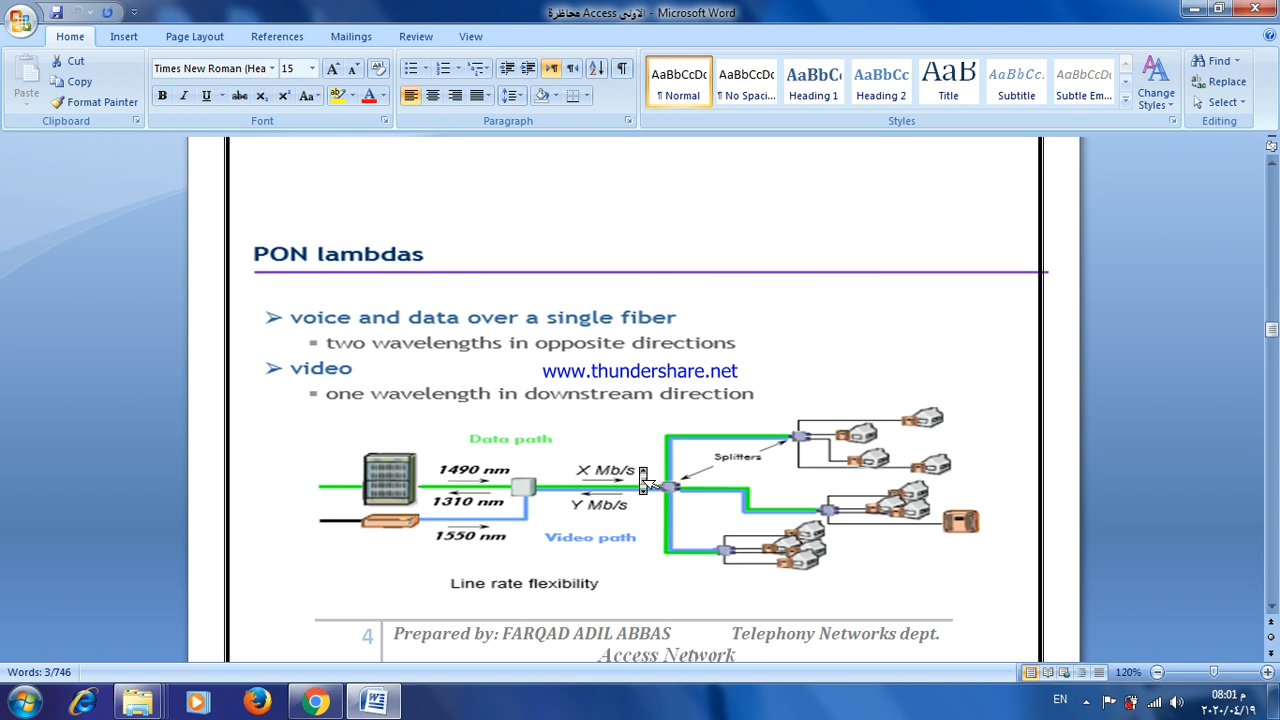 محاظرة Access الاولى - Microsoft Word
Home Insert Page Layout References Mailings Review View
Paste
Cut
Copy
Format Painter
Clipboard
Times New Roman (Hea 15
Font
Paragraph
AaBbCcDc AaBbCcDc AaBbC AaBbCc AaB AaBbCc. AaBbCcDc
¶ Normal ¶ No Spaci... Heading 1 Heading 2 Title Subtitle Subtle Em...
Change Styles
Styles
Find
Replace
Select
Editing
PON lambdas
voice and data over a single fiber
two wavelengths in opposite directions
video
www.thundershare.net
one wavelength in downstream direction
Data path
Splitters
1490 nm
X Mb/s
1310 nm
Y Mb/s
1550 nm
Video path
Line rate flexibility
4 Prepared by: FARQAD ADIL ABBAS Telephony Networks dept.
Access Network
Words: 3/746
120%
EN
08:01 م
٢٠٢٠/٠٤/١٩